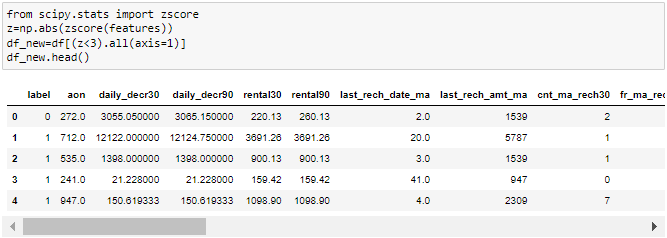 from scipy.stats import zscore
z=np.abs(zscore(features))
df_new=df[(z<3).all(axis=1)]
df_new.head()
label aon daily_decr30 daily_decr90 rental30 rental90 last_rech_date_ma last_rech_amt_ma cnt_ma_rech30 fr_ma_rec
0 0 272.0 3055.050000 3065.150000 220.13 260.13 2.0 1539 2
1 1 712.0 12122.000000 12124.750000 3691.26 3691.26 20.0 5787 1
2 1 535.0 1398.000000 1398.000000 900.13 900.13 3.0 1539 1
3 1 241.0 21.228000 21.228000 159.42 159.42 41.0 947 0
4 1 947.0 150.619333 150.619333 1098.90 1098.90 4.0 2309 7